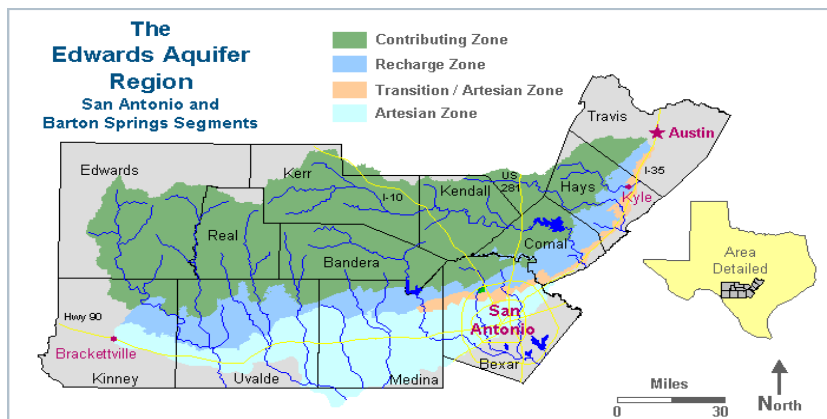 The
Edwards Aquifer
Region
San Antonio and
Barton Springs Segments
Contributing Zone
Recharge Zone
Transition / Artesian Zone
Artesian Zone
Travis
Austin
Edwards
Kerr
I-10
Kendall
US
281
Hays
I-35
Kyle
Real
Comal
Bandera
Area
Detailed
Hwy 90
San
Antonio
Brackettville
Bexar
Kinney
Uvalde
Medina
Miles
0
30
North